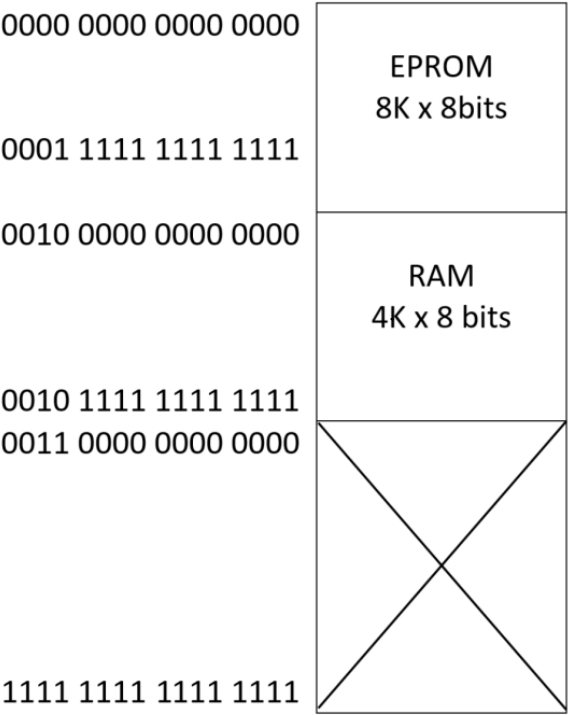 0000 0000 0000 0000
EPROM
8K x 8bits
0001 1111 1111 1111
0010 0000 0000 0000
RAM
4K x 8 bits
0010 1111 1111 1111
0011 0000 0000 0000
1111 1111 1111 1111